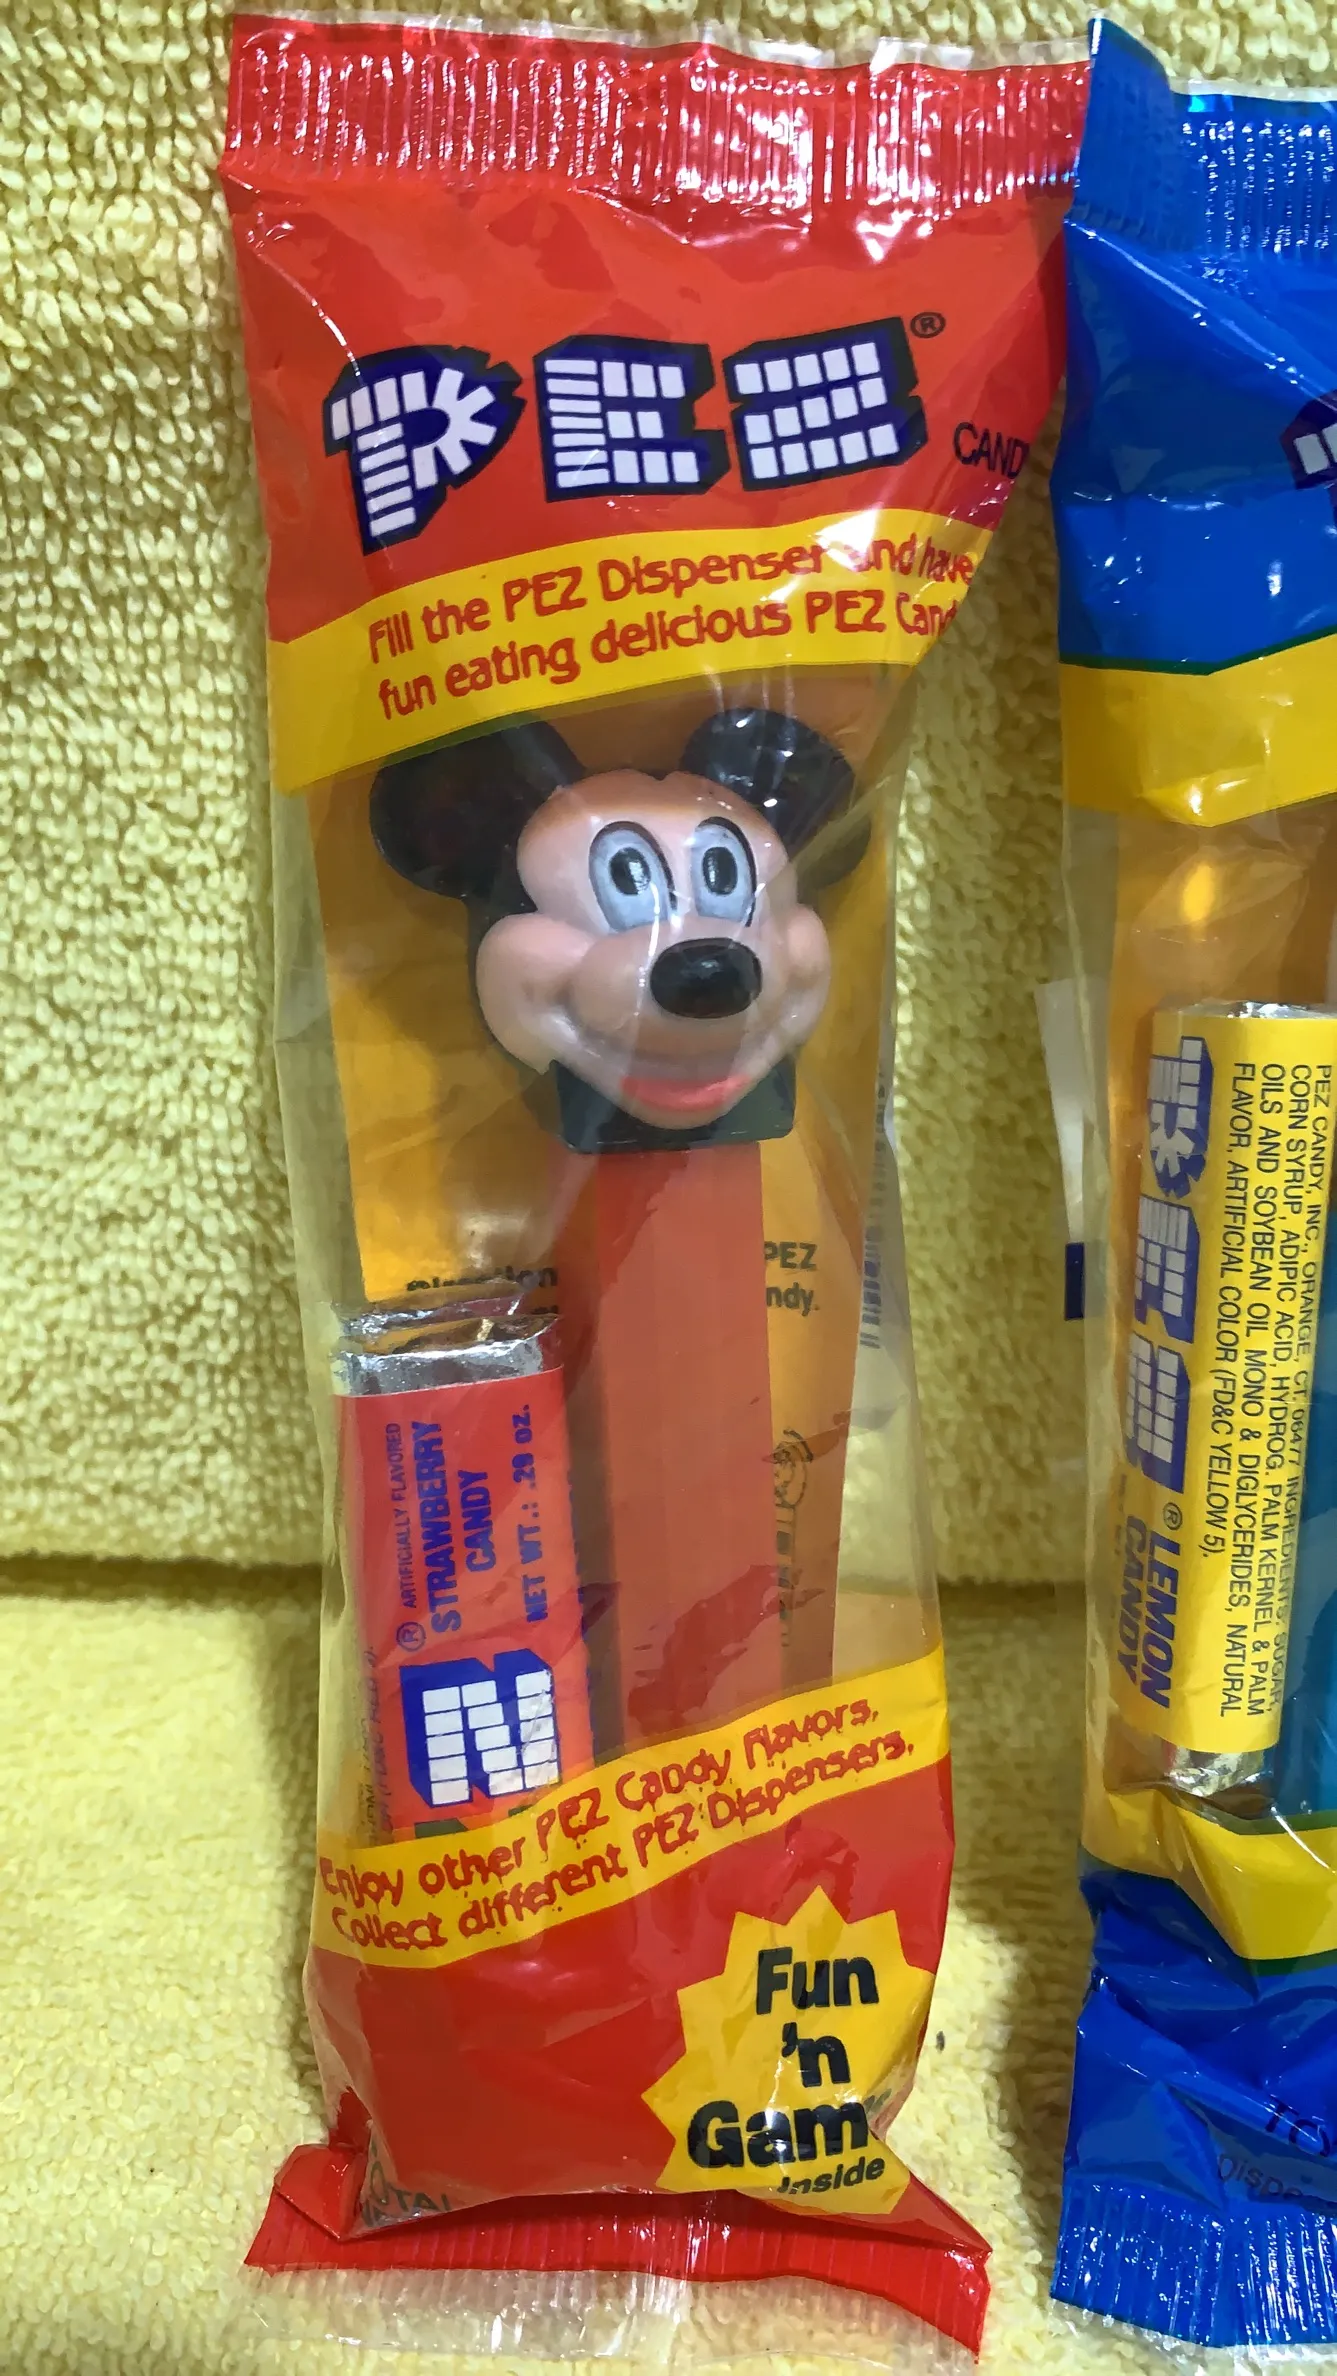 PEZ®
CANDY
Fill the PEZ Dispenser and have
fun eating delicious PEZ Candy
PEZ
ndy.
® ARTIFICIALLY FLAVORED
STRAWBERRY
CANDY
NET WT.: .29 OZ.
Z
Enjoy other PEZ Candy Flavors.
Collect different PEZ Dispensers.
Fun
'n
Gam
Inside
TOTAL
PEZ® LEMON
CANDY
PEZ CANDY, INC., ORANGE, CT. 06477 INGREDIENTS: SUGAR,
CORN SYRUP, ADIPIC ACID, HYDROG. PALM KERNEL & PALM
OILS AND SOYBEAN OIL MONO & DIGLYCERIDES, NATURAL
FLAVOR, ARTIFICIAL COLOR (FD&C YELLOW 5).